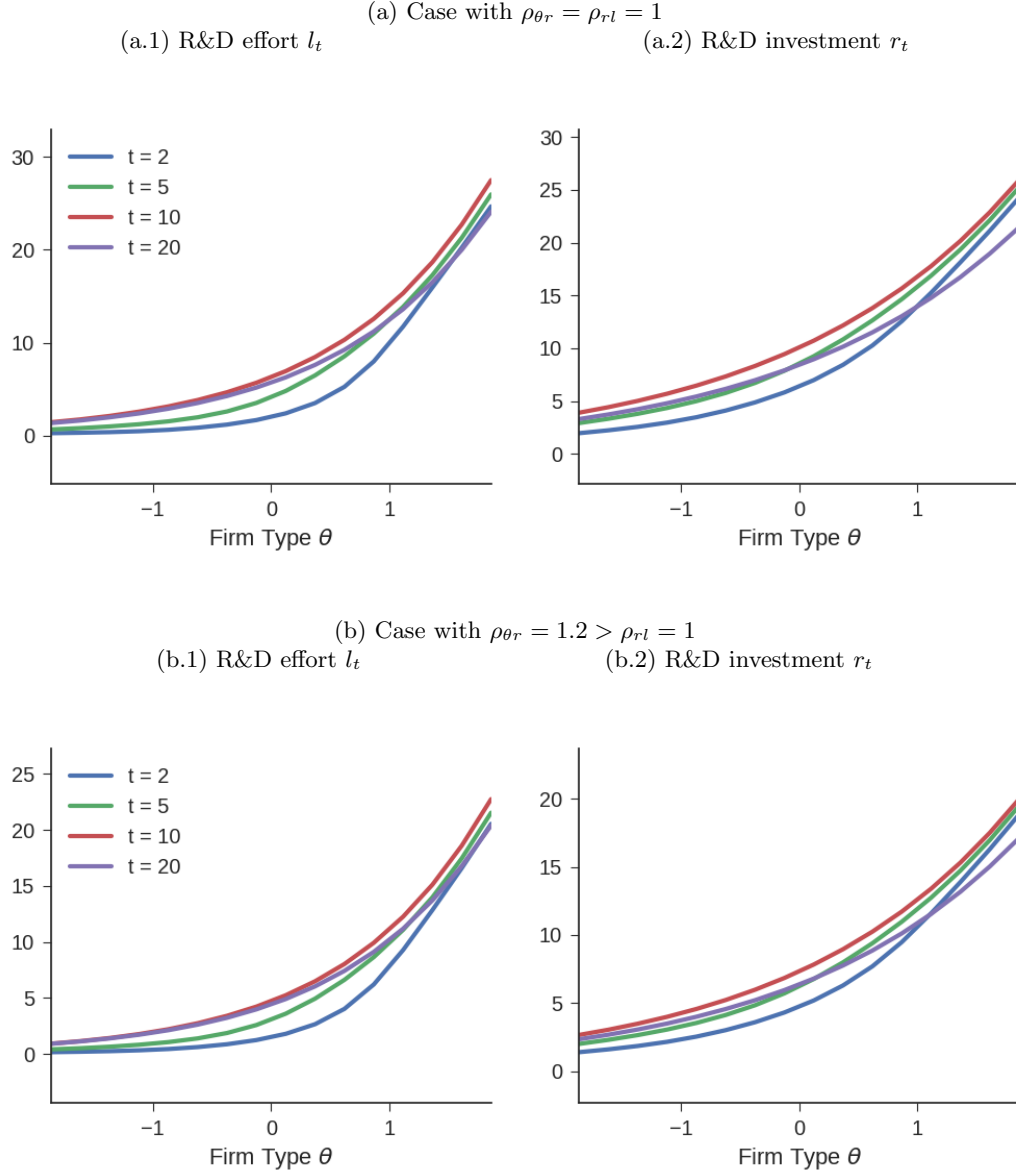 (a) Case with ρθr = ρrl = 1
(a.1) R&D effort lt
(a.2) R&D investment rt
30
20
10
0
t = 2
t = 5
t = 10
t = 20
−1
0
1
Firm Type θ
30
25
20
15
10
5
0
−1
0
1
Firm Type θ
(b) Case with ρθr = 1.2 > ρrl = 1
(b.1) R&D effort lt
(b.2) R&D investment rt
25
20
15
10
5
0
t = 2
t = 5
t = 10
t = 20
−1
0
1
Firm Type θ
20
15
10
5
0
−1
0
1
Firm Type θ